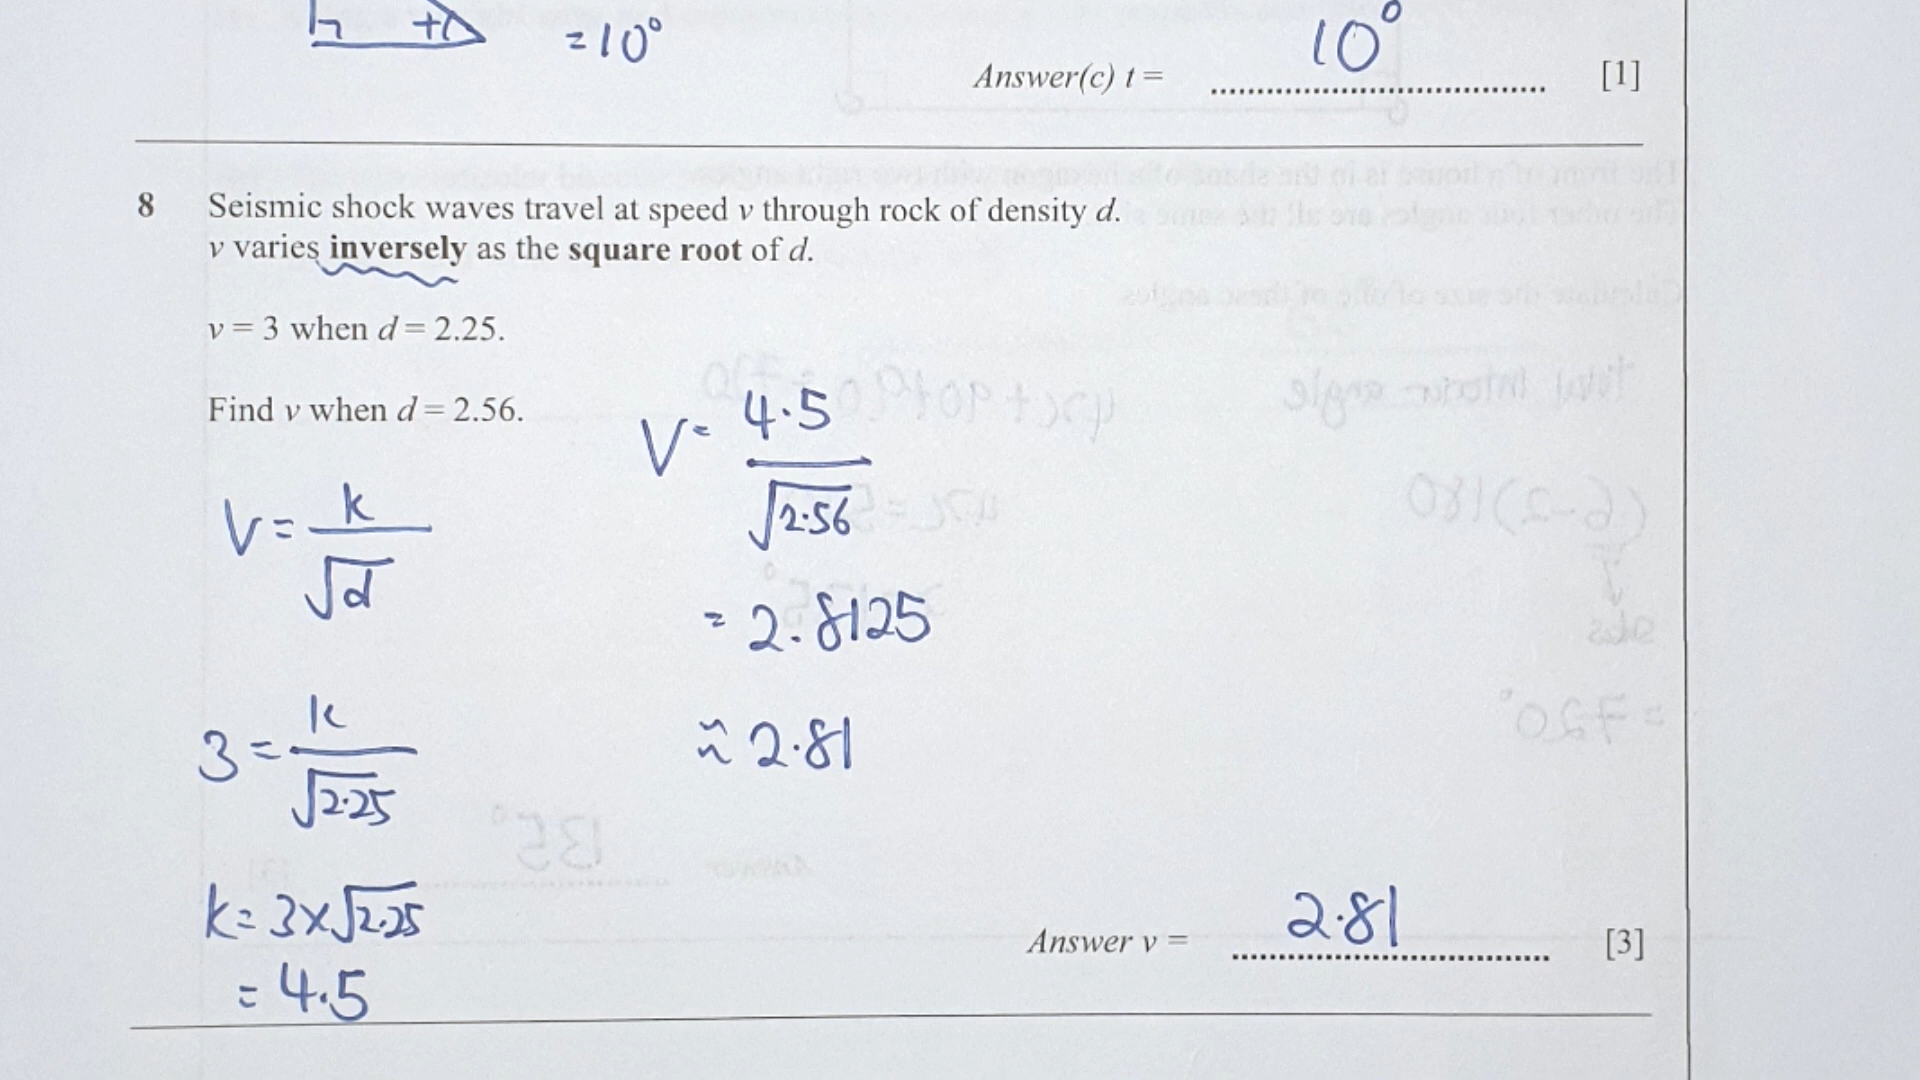 = 10°
10°
Answer(c) t = [1]
8 Seismic shock waves travel at speed v through rock of density d.
v varies inversely as the square root of d.
v = 3 when d = 2.25.
Find v when d = 2.56.
V = k
√d
3 = k
√2.25
k = 3 × √2.25
= 4.5
V = 4.5
√2.56
= 2.8125
≈ 2.81
Answer v = 2.81 [3]